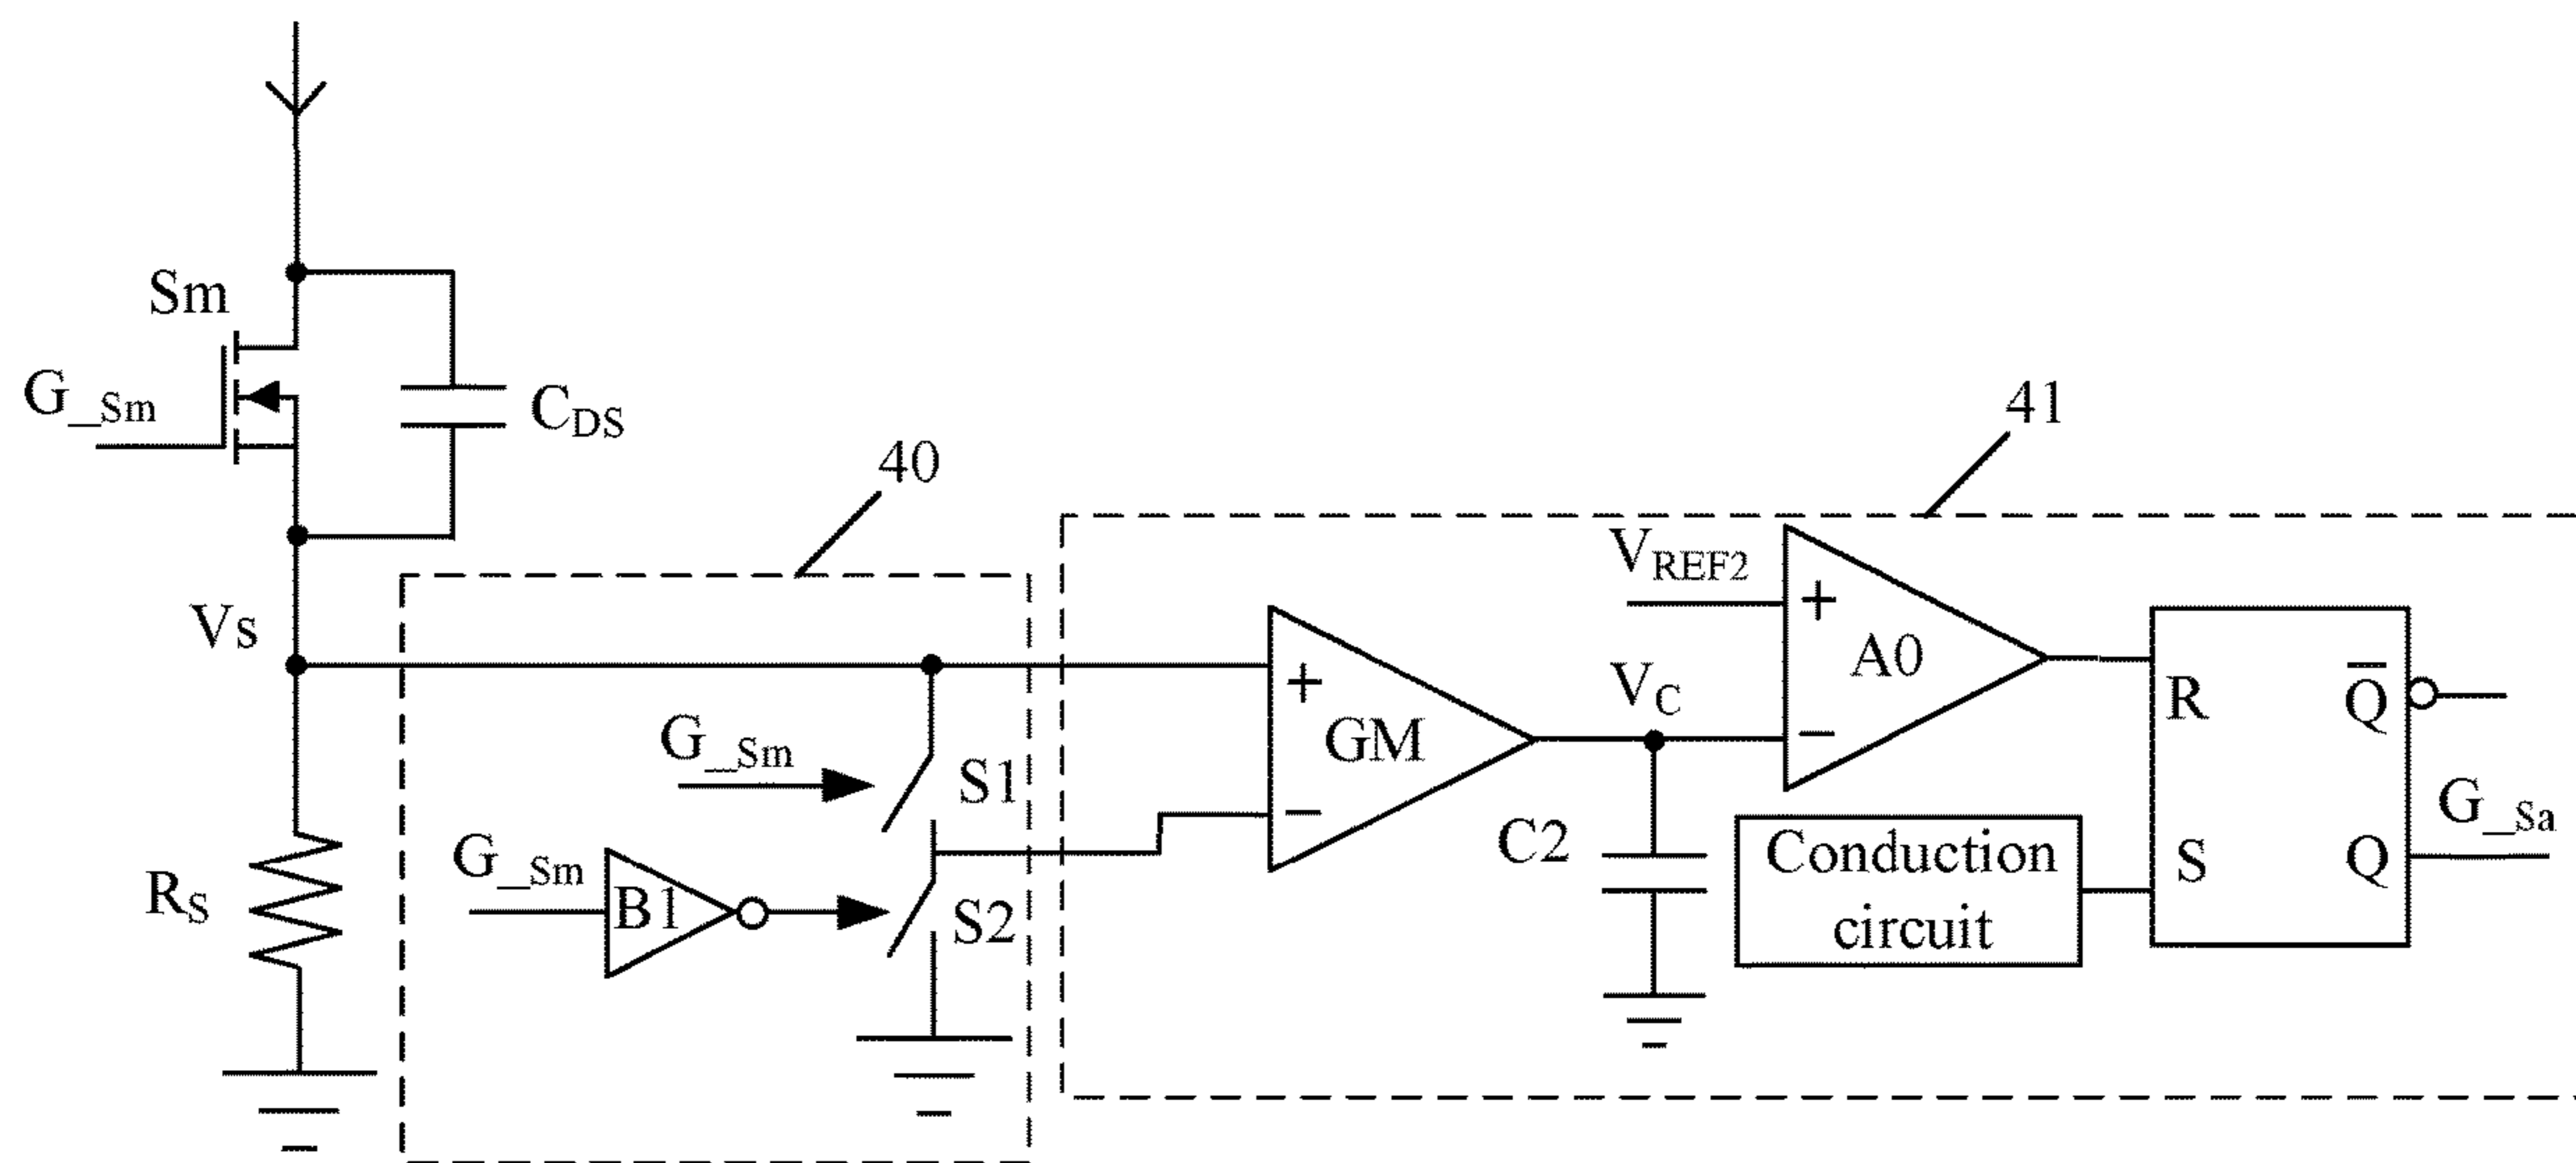 Sm
G_Sm
CDS
40
41
VREF2
Vs
+
A0
+
GM
−
VC
−
R
Q
G_Sm
S1
G_Sm
B1
S2
RS
C2
Conduction
circuit
S
Q
G_Sa